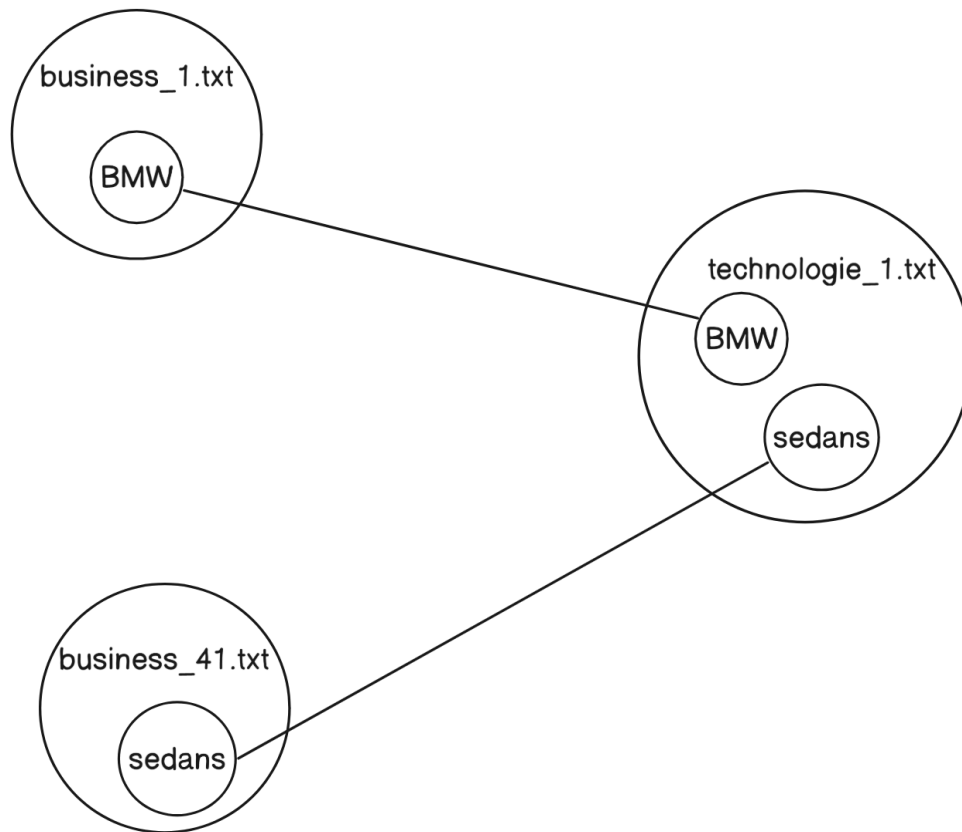 business_1.txt
BMW
technologie_1.txt
BMW
sedans
business_41.txt
sedans